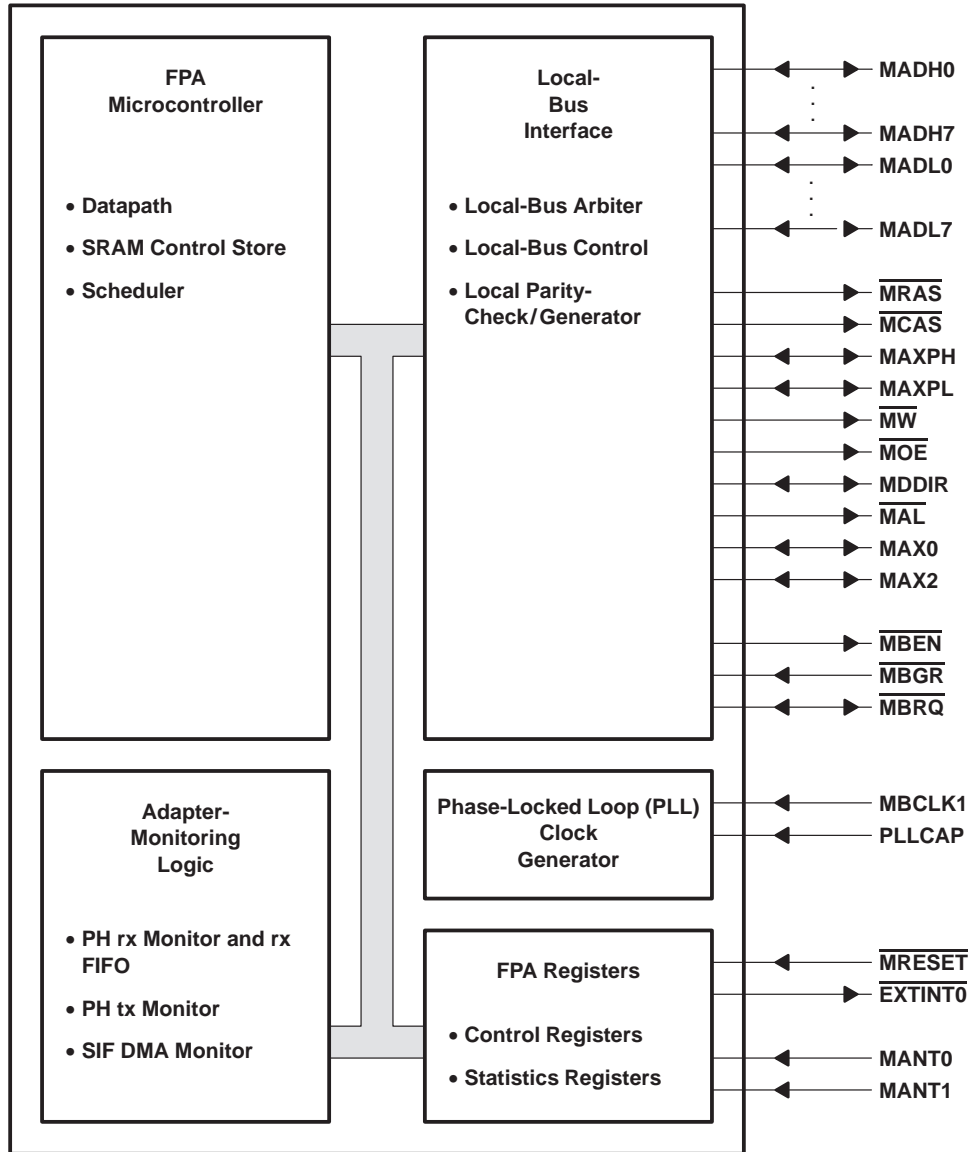 FPA
Microcontroller
• Datapath
• SRAM Control Store
• Scheduler
Local-
Bus
Interface
• Local-Bus Arbiter
• Local-Bus Control
• Local Parity-
Check/Generator
Adapter-
Monitoring
Logic
• PH rx Monitor and rx
FIFO
• PH tx Monitor
• SIF DMA Monitor
Phase-Locked Loop (PLL)
Clock
Generator
FPA Registers
• Control Registers
• Statistics Registers
MADH0
MADH7
MADL0
MADL7
MRAS
MCAS
MAXPH
MAXPL
MW
MOE
MDDIR
MAL
MAX0
MAX2
MBEN
MBGR
MBRQ
MBCLK1
PLLCAP
MRESET
EXTINT0
MANT0
MANT1